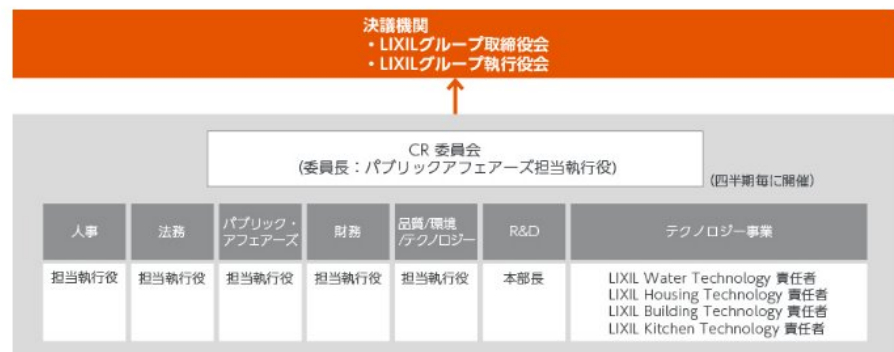 決議機関
・LIXILグループ取締役会
・LIXILグループ執行役会
CR 委員会
(委員長：パブリックアフェアーズ担当執行役)
(四半期毎に開催)
人事
法務
パブリック・
アフェアーズ
財務
品質/環境
/テクノロジー
R&D
テクノロジー事業
担当執行役
担当執行役
担当執行役
担当執行役
担当執行役
本部長
LIXIL Water Technology 責任者
LIXIL Housing Technology 責任者
LIXIL Building Technology 責任者
LIXIL Kitchen Technology 責任者